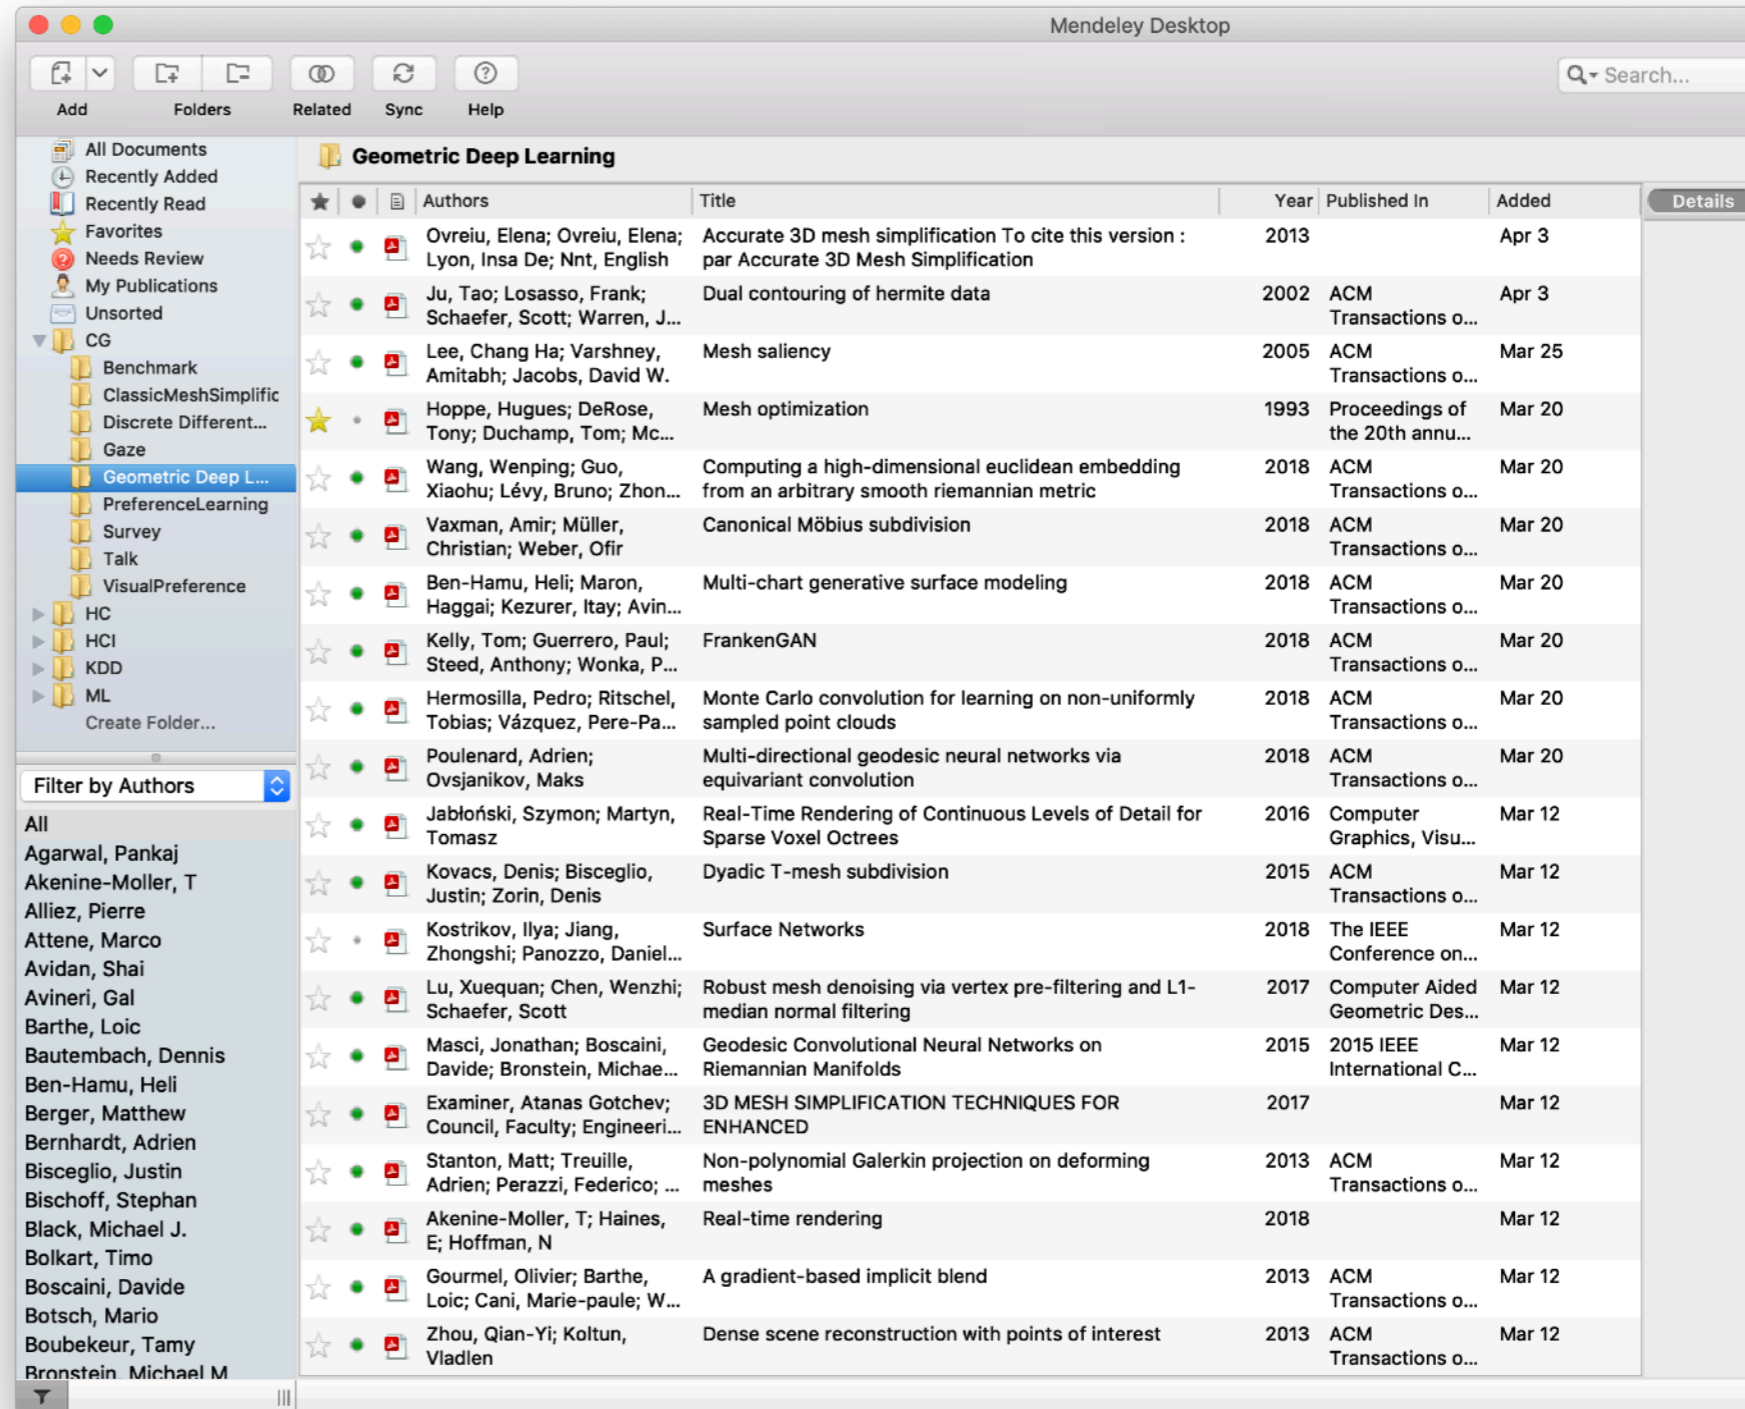 Mendeley Desktop
Add
Folders
Related
Sync
Help
Search...
All Documents
Recently Added
Recently Read
Favorites
Needs Review
My Publications
Unsorted
CG
Benchmark
ClassicMeshSimplific
Discrete Different...
Gaze
Geometric Deep L...
PreferenceLearning
Survey
Talk
VisualPreference
HC
HCI
KDD
ML
Create Folder...
Filter by Authors
All
Agarwal, Pankaj
Akenine-Moller, T
Alliez, Pierre
Attene, Marco
Avidan, Shai
Avineri, Gal
Barthe, Loic
Bautembach, Dennis
Ben-Hamu, Heli
Berger, Matthew
Bernhardt, Adrien
Bisceglio, Justin
Bischoff, Stephan
Black, Michael J.
Bolkart, Timo
Boscaini, Davide
Botsch, Mario
Boubekeur, Tamy
Bronstein, Michael M
Geometric Deep Learning
Authors Title Year Published In Added
Details
Ovreiu, Elena; Ovreiu, Elena; Accurate 3D mesh simplification To cite this version : 2013 Apr 3
Lyon, Insa De; Nnt, English par Accurate 3D Mesh Simplification
Ju, Tao; Losasso, Frank; Dual contouring of hermite data 2002 ACM Apr 3
Schaefer, Scott; Warren, J... Transactions o...
Lee, Chang Ha; Varshney, Mesh saliency 2005 ACM Mar 25
Amitabh; Jacobs, David W. Transactions o...
Hoppe, Hugues; DeRose, Mesh optimization 1993 Proceedings of Mar 20
Tony; Duchamp, Tom; Mc... the 20th annu...
Wang, Wenping; Guo, Computing a high-dimensional euclidean embedding 2018 ACM Mar 20
Xiaohu; Lévy, Bruno; Zhon... from an arbitrary smooth riemannian metric Transactions o...
Vaxman, Amir; Müller, Canonical Möbius subdivision 2018 ACM Mar 20
Christian; Weber, Ofir Transactions o...
Ben-Hamu, Heli; Maron, Multi-chart generative surface modeling 2018 ACM Mar 20
Haggai; Kezurer, Itay; Avin... Transactions o...
Kelly, Tom; Guerrero, Paul; FrankenGAN 2018 ACM Mar 20
Steed, Anthony; Wonka, P... Transactions o...
Hermosilla, Pedro; Ritschel, Monte Carlo convolution for learning on non-uniformly 2018 ACM Mar 20
Tobias; Vázquez, Pere-Pa... sampled point clouds Transactions o...
Poulenard, Adrien; Multi-directional geodesic neural networks via 2018 ACM Mar 20
Ovsjanikov, Maks equivariant convolution Transactions o...
Jabłoński, Szymon; Martyn, Real-Time Rendering of Continuous Levels of Detail for 2016 Computer Mar 12
Tomasz Sparse Voxel Octrees Graphics, Visu...
Kovacs, Denis; Bisceglio, Dyadic T-mesh subdivision 2015 ACM Mar 12
Justin; Zorin, Denis Transactions o...
Kostrikov, Ilya; Jiang, Surface Networks 2018 The IEEE Mar 12
Zhongshi; Panozzo, Daniel... Conference on...
Lu, Xuequan; Chen, Wenzhi; Robust mesh denoising via vertex pre-filtering and L1- 2017 Computer Aided Mar 12
Schaefer, Scott median normal filtering Geometric Des...
Masci, Jonathan; Boscaini, Geodesic Convolutional Neural Networks on 2015 2015 IEEE Mar 12
Davide; Bronstein, Michae... Riemannian Manifolds International C...
Examiner, Atanas Gotchev; 3D MESH SIMPLIFICATION TECHNIQUES FOR 2017 Mar 12
Council, Faculty; Engineeri... ENHANCED
Stanton, Matt; Treuille, Non-polynomial Galerkin projection on deforming 2013 ACM Mar 12
Adrien; Perazzi, Federico; ... meshes Transactions o...
Akenine-Moller, T; Haines, Real-time rendering 2018 Mar 12
E; Hoffman, N
Gourmel, Olivier; Barthe, A gradient-based implicit blend 2013 ACM Mar 12
Loic; Cani, Marie-paule; W... Transactions o...
Zhou, Qian-Yi; Koltun, Dense scene reconstruction with points of interest 2013 ACM Mar 12
Vladlen Transactions o...